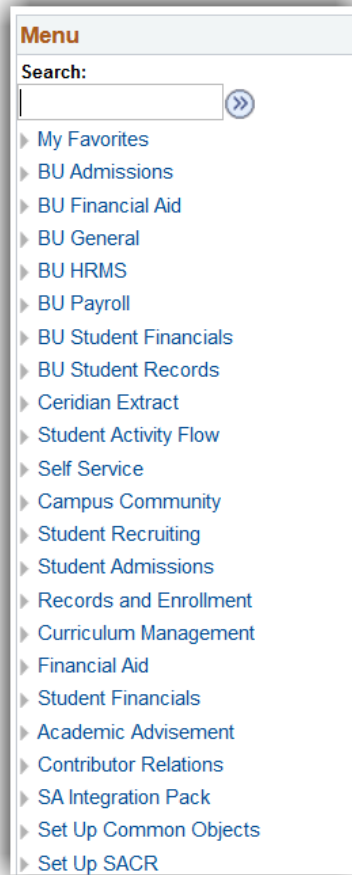 Menu
Search:
My Favorites
BU Admissions
BU Financial Aid
BU General
BU HRMS
BU Payroll
BU Student Financials
BU Student Records
Ceridian Extract
Student Activity Flow
Self Service
Campus Community
Student Recruiting
Student Admissions
Records and Enrollment
Curriculum Management
Financial Aid
Student Financials
Academic Advisement
Contributor Relations
SA Integration Pack
Set Up Common Objects
Set Up SACR